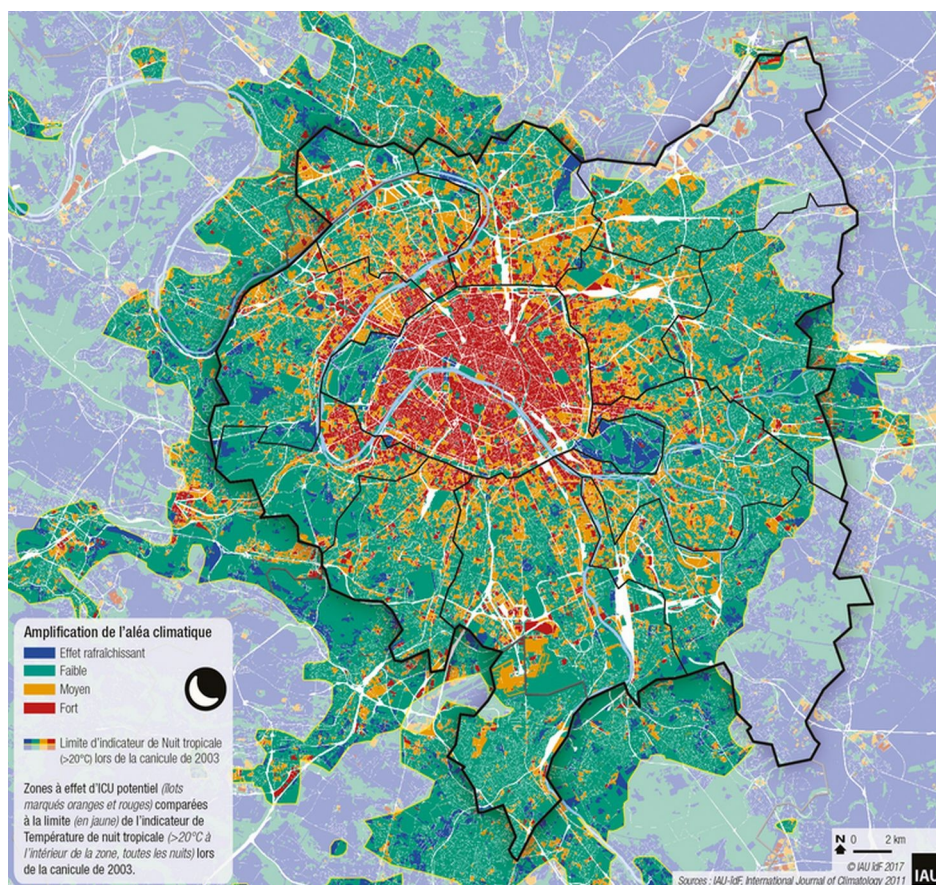 Amplification de l'aléa climatique
Effet rafraîchissant
Faible
Moyen
Fort
Limite d'indicateur de Nuit tropicale
(>20°C) lors de la canicule de 2003
Zones à effet d'ICU potentiel (îlots
marqués oranges et rouges) comparées
à la limite (en jaune) de l'indicateur de
Température de nuit tropicale (>20°C à
l'intérieur de la zone, toutes les nuits) lors
de la canicule de 2003.
N 0 2 km
© IAU îdF 2017
Sources : IAU-îdF, International Journal of Climatology 2011
IAU